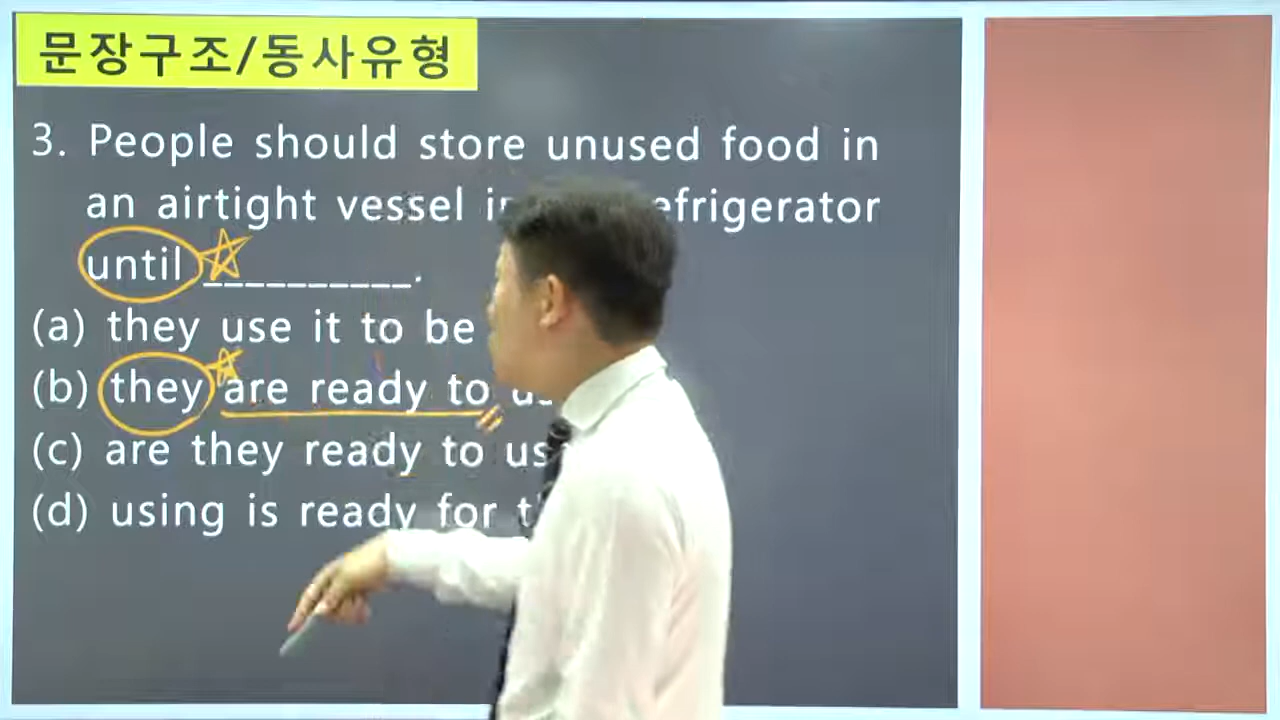 문장구조/동사유형
3. People should store unused food in
an airtight vessel
until __________.
(a) they use it to be
(b) they are ready to
(c) are they ready to
(d) using is ready for